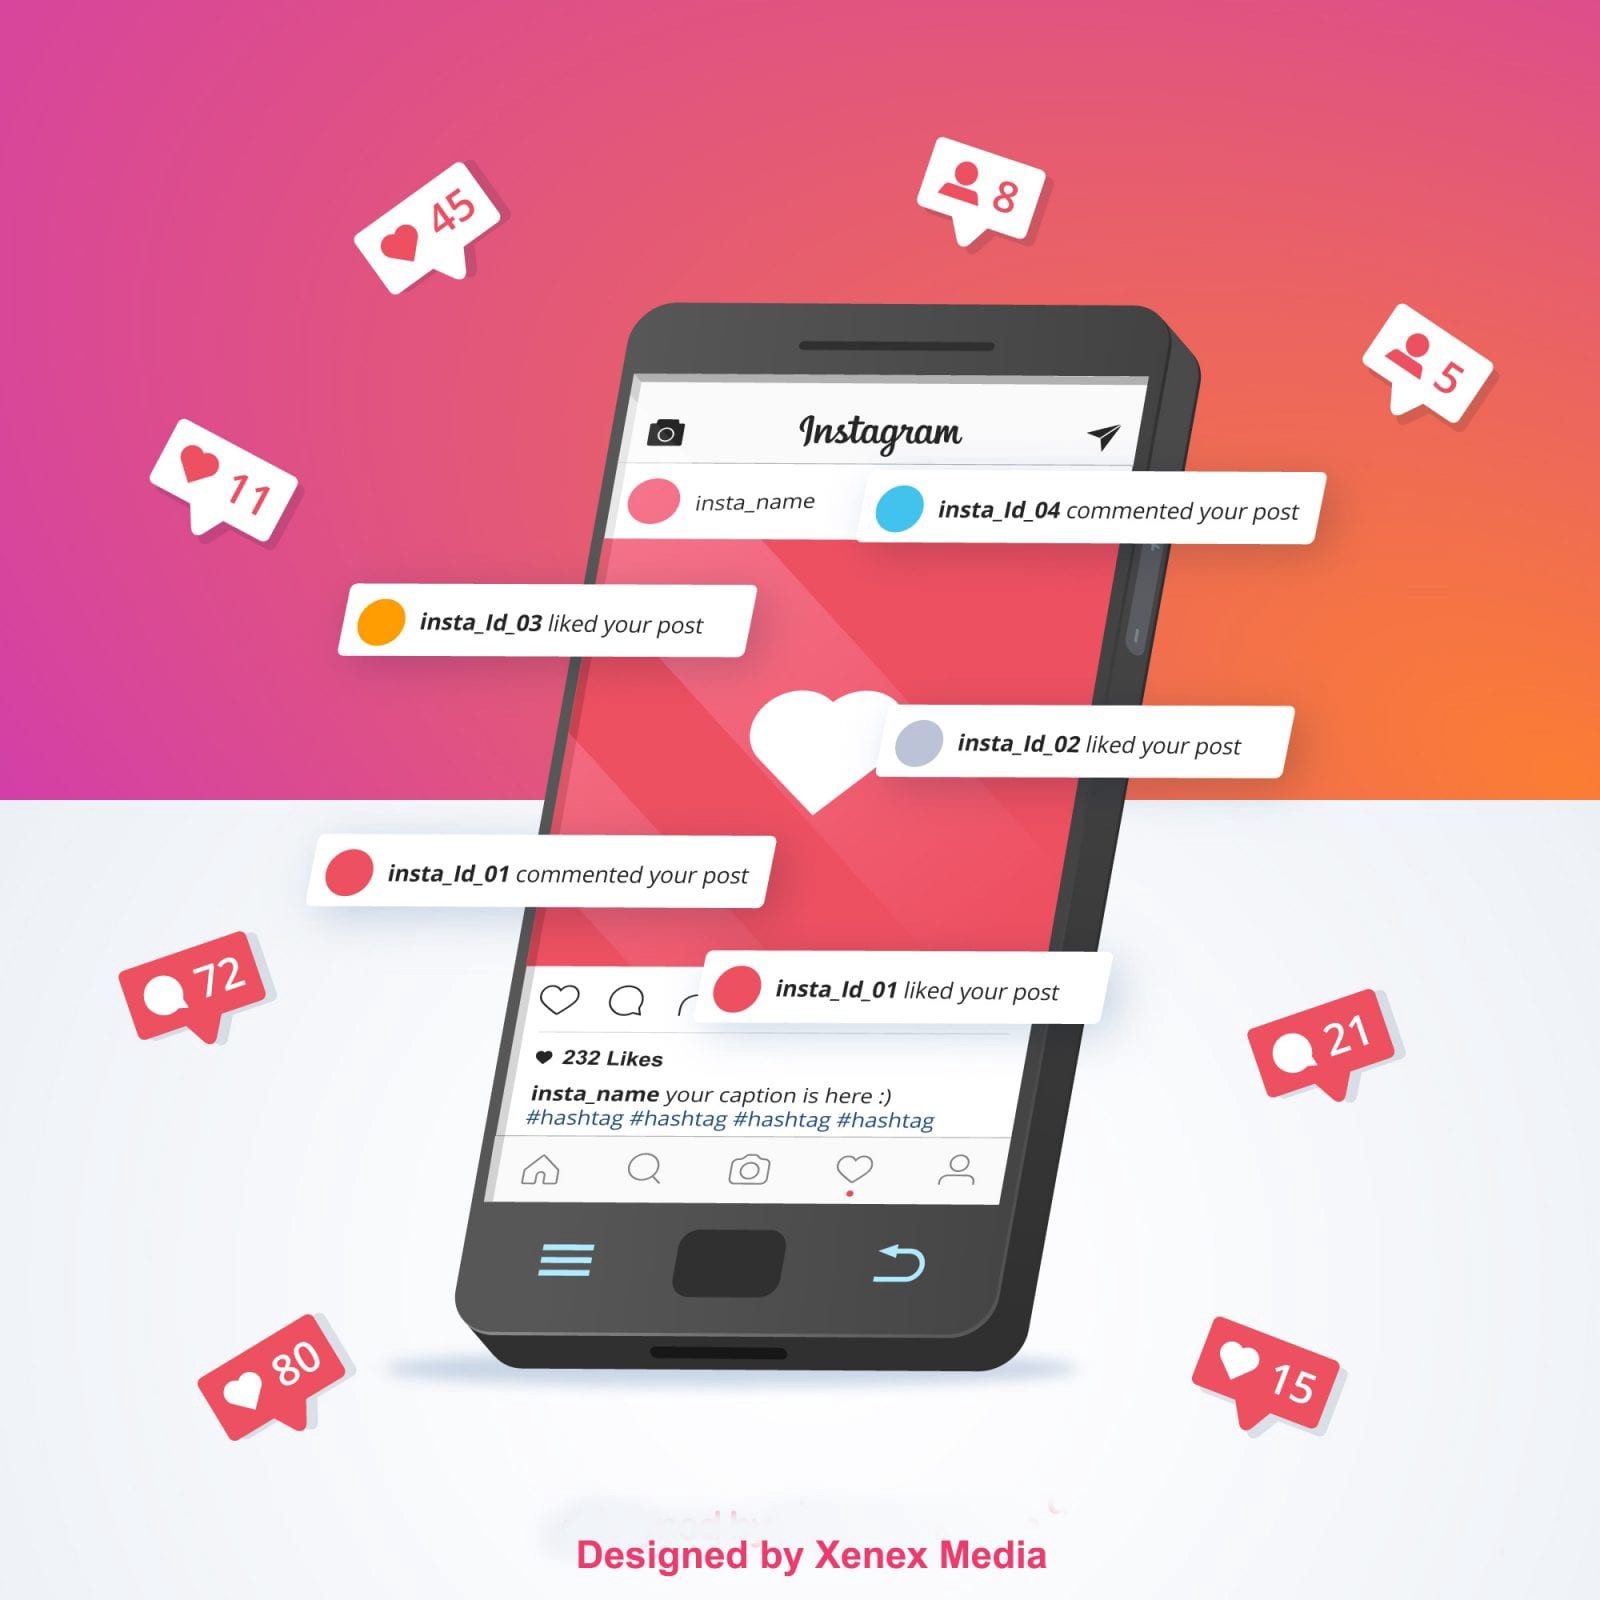 45
8
5
11
Instagram
insta_name
insta_Id_04 commented your post
insta_Id_03 liked your post
insta_Id_02 liked your post
insta_Id_01 commented your post
72
insta_Id_01 liked your post
21
232 Likes
insta_name your caption is here :)
#hashtag #hashtag #hashtag #hashtag
80
15
Designed by Xenex Media